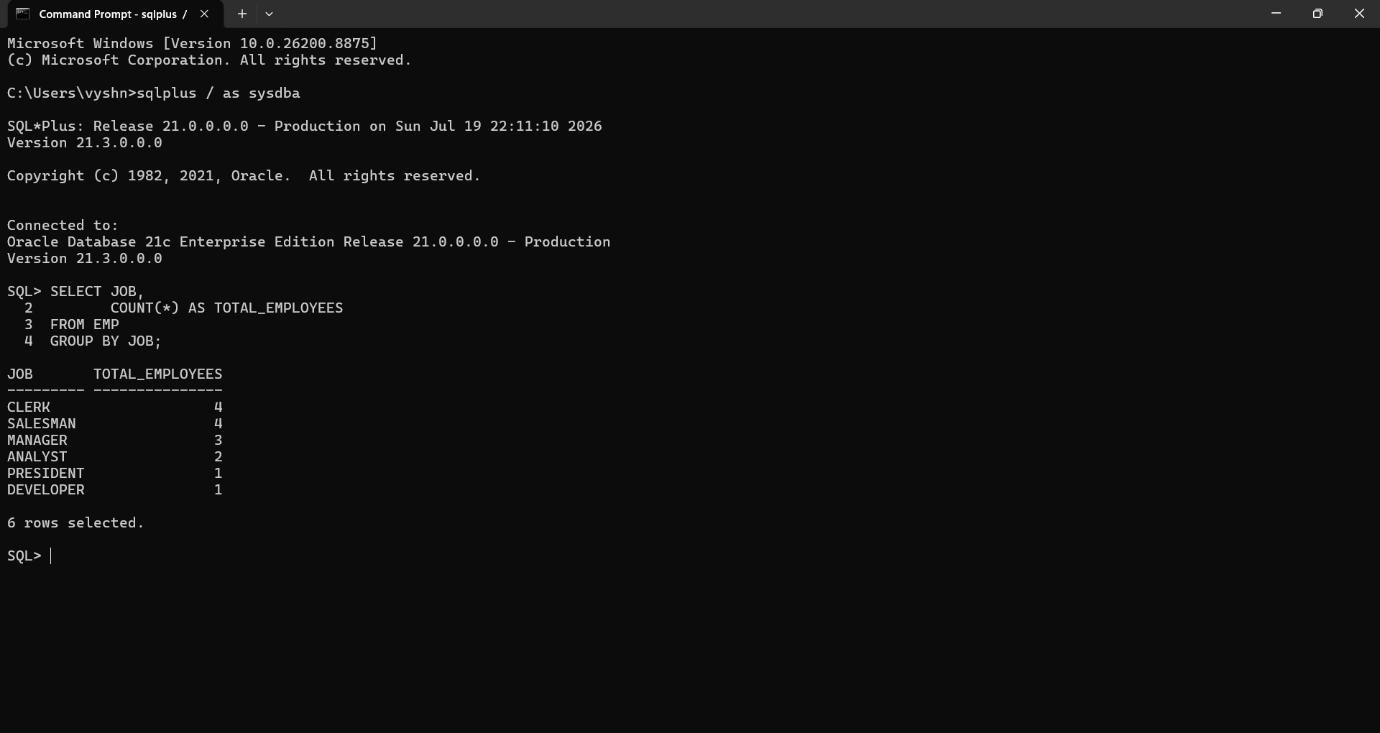 Command Prompt - sqlplus /
Microsoft Windows [Version 10.0.26200.8875]
(c) Microsoft Corporation. All rights reserved.
C:\Users\vyshn>sqlplus / as sysdba
SQL*Plus: Release 21.0.0.0.0 - Production on Sun Jul 19 22:11:10 2026
Version 21.3.0.0.0
Copyright (c) 1982, 2021, Oracle.  All rights reserved.
Connected to:
Oracle Database 21c Enterprise Edition Release 21.0.0.0.0 - Production
Version 21.3.0.0.0
SQL> SELECT JOB,
  2         COUNT(*) AS TOTAL_EMPLOYEES
  3  FROM EMP
  4  GROUP BY JOB;
JOB       TOTAL_EMPLOYEES
--------- ---------------
CLERK                   4
SALESMAN                4
MANAGER                 3
ANALYST                 2
PRESIDENT               1
DEVELOPER               1
6 rows selected.
SQL>